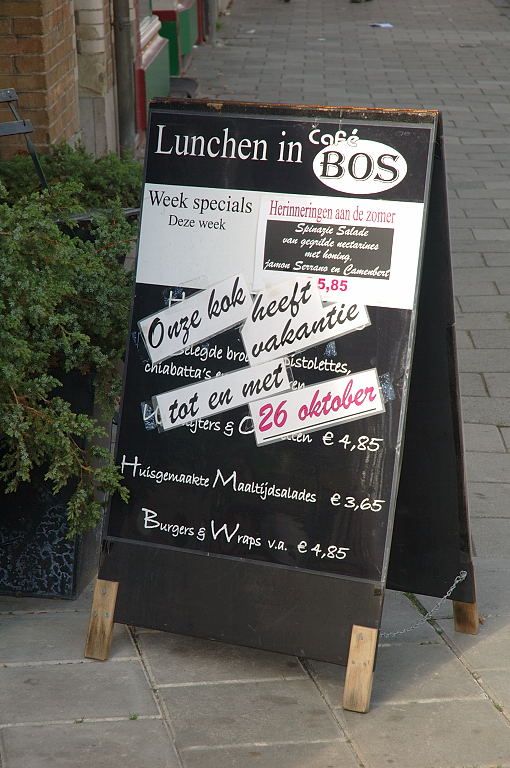 Lunchen in Café BOS
Week specials
Deze week
Herinneringen aan de zomer
Spinazie Salade
van gegrilde nectarines
met honing,
jamon Serrano en Camenbert
5,85
Onze kok heeft
vakantie
tot en met
26 oktober
pistolettes,
chiabatta's
€ 4,85
Huisgemaakte Maaltijdsalades € 3,65
Burgers & Wraps v.a. € 4,85